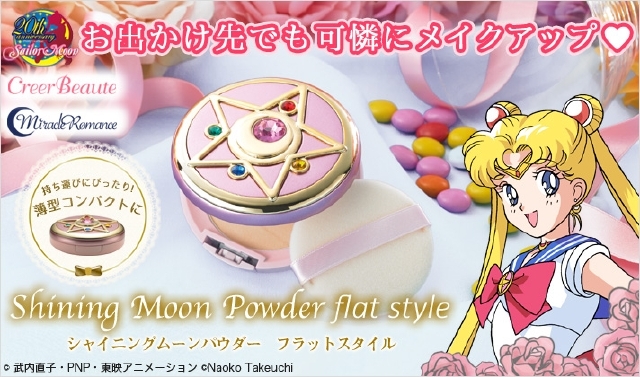 20th
anniversary
Sailor Moon
お出かけ先でも可憐にメイクアップ♡
CreerBeaute
Miracle Romance
持ち運びにぴったり!
薄型コンパクトに
Shining Moon Powder flat style
シャイニングムーンパウダー フラットスタイル
© 武内直子・PNP・東映アニメーション ©Naoko Takeuchi